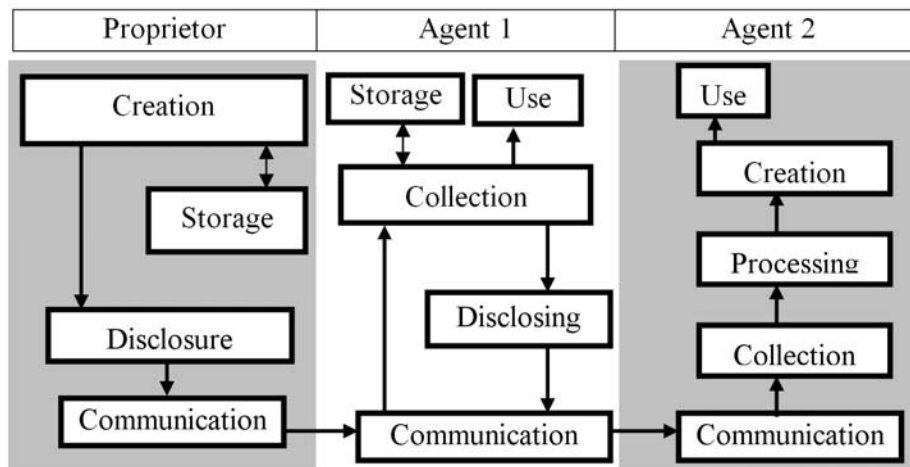 Proprietor
Agent 1
Agent 2
Creation
Storage
Disclosure
Communication
Storage
Use
Collection
Disclosing
Communication
Use
Creation
Processing
Collection
Communication